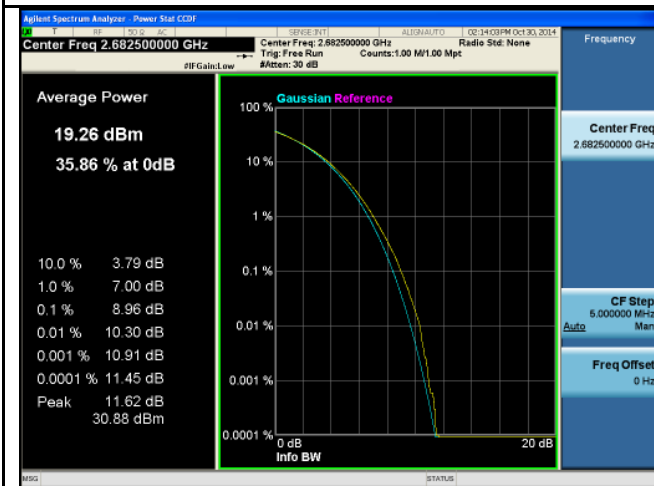 Agilent Spectrum Analyzer - Power Stat CCDF
T RF 50 Ω AC SENSE:INT ALIGNAUTO 02:14:03PM Oct 30, 2014
Center Freq 2.682500000 GHz
Center Freq: 2.682500000 GHz Radio Std: None
Trig: Free Run Counts:1.00 M/1.00 Mpt
#IFGain:Low #Atten: 30 dB
Frequency
Average Power
19.26 dBm
35.86 % at 0dB
10.0 % 3.79 dB
1.0 % 7.00 dB
0.1 % 8.96 dB
0.01 % 10.30 dB
0.001 % 10.91 dB
0.0001 % 11.45 dB
Peak 11.62 dB
30.88 dBm
Gaussian Reference
100 %
10 %
1 %
0.1 %
0.01 %
0.001 %
0.0001 %
0 dB 20 dB
Info BW
Center Freq
2.682500000 GHz
CF Step
5.000000 MHz
Auto Man
Freq Offset
0 Hz
MSG STATUS